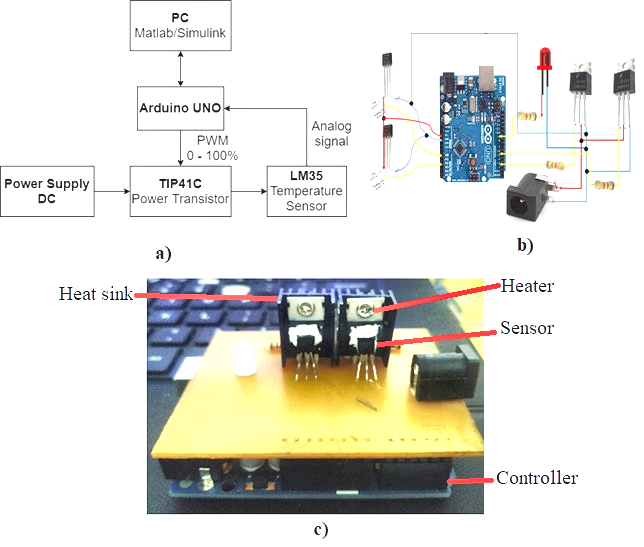 PC
Matlab/Simulink
Arduino UNO
PWM
0 - 100%
Analog
signal
Power Supply
DC
TIP41C
Power Transistor
LM35
Temperature
Sensor
a)
UNO
b)
Heat sink
Heater
Sensor
Controller
c)